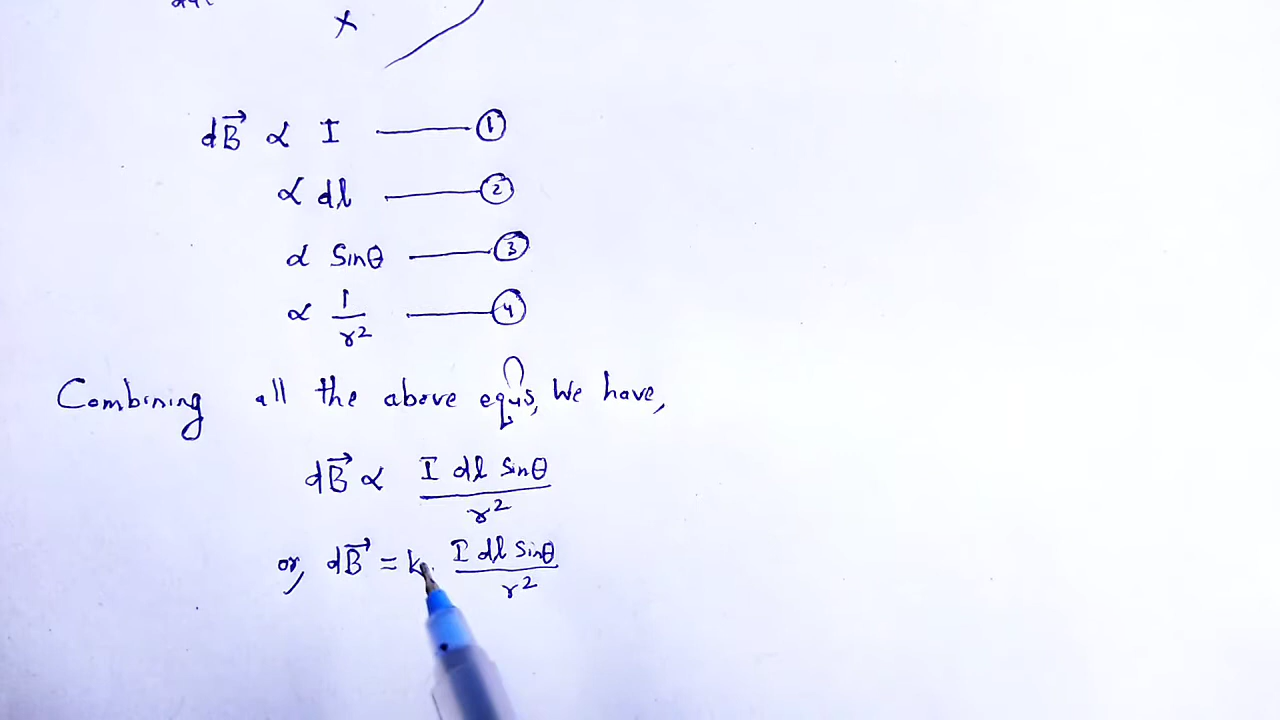 X
dB⃗ ∝ I ——— ①
∝ dl ——— ②
∝ Sinθ ——— ③
∝ 1/r² ——— ④
Combining all the above equⁿs, We have,
dB⃗ ∝ I dl Sinθ / r²
or, dB⃗ = k. I dl Sinθ / r²